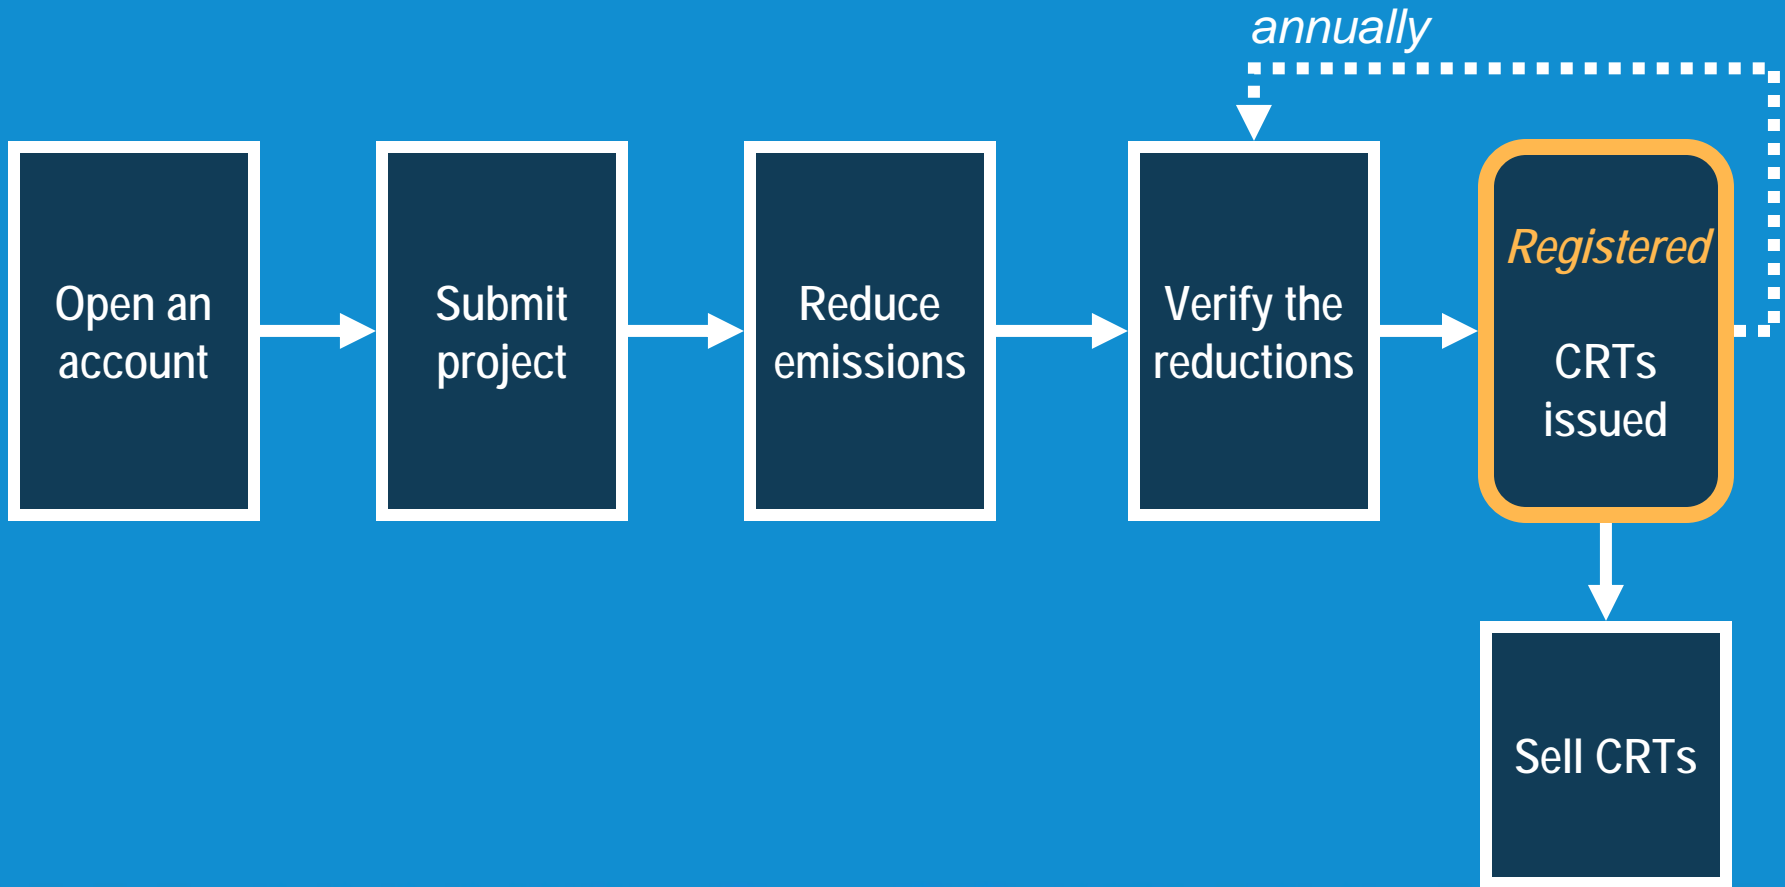 annually
Open an
account
Submit
project
Reduce
emissions
Verify the
reductions
Registered
CRTs
issued
Sell CRTs